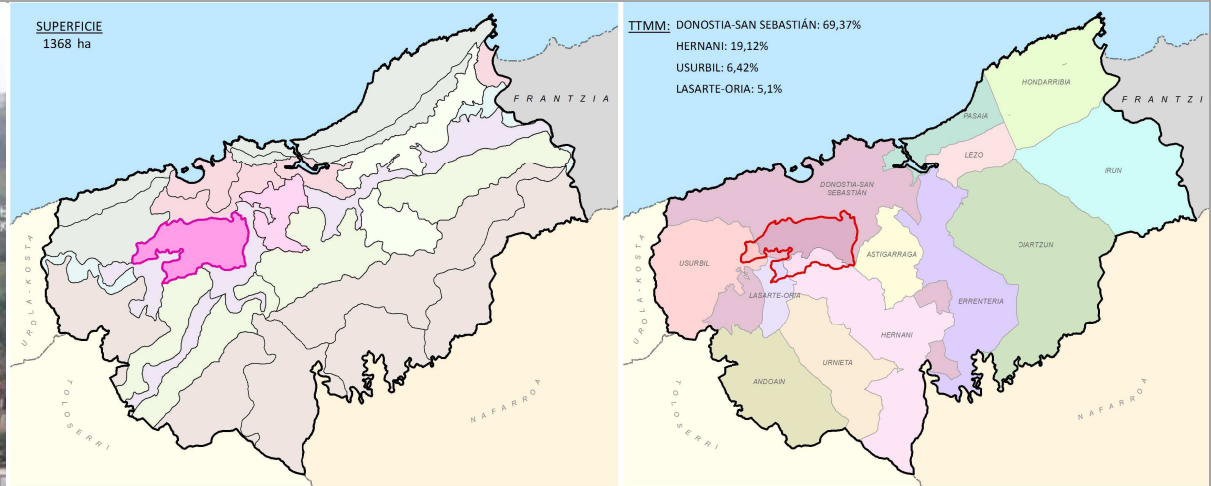 SUPERFICIE
1368 ha
FRANTZIA
UROLA-KOSTA
TOLOSERRI
NAFARROA
TTMM: DONOSTIA-SAN SEBASTIÁN: 69,37%
HERNANI: 19,12%
USURBIL: 6,42%
LASARTE-ORIA: 5,1%
HONDARRIBIA
FRANTZI
PASAIA
LEZO
IRUN
DONOSTIA-SAN
SEBASTIÁN
OIARTZUN
ASTIGARRAGA
USURBIL
LASARTE-ORIA
ERRENTERIA
HERNANI
URNIETA
ANDOAIN
UROLA-KOSTA
TOLOSERRI
NAFARROA